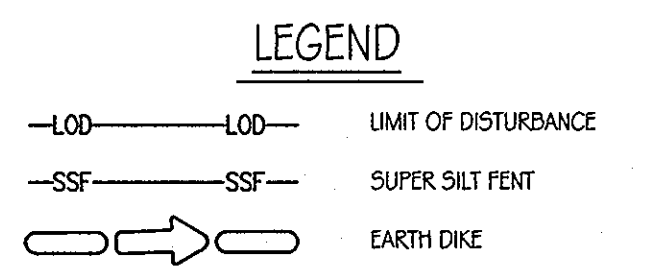 LEGEND
LOD LOD LIMIT OF DISTURBANCE
SSF SSF SUPER SILT FENT
EARTH DIKE